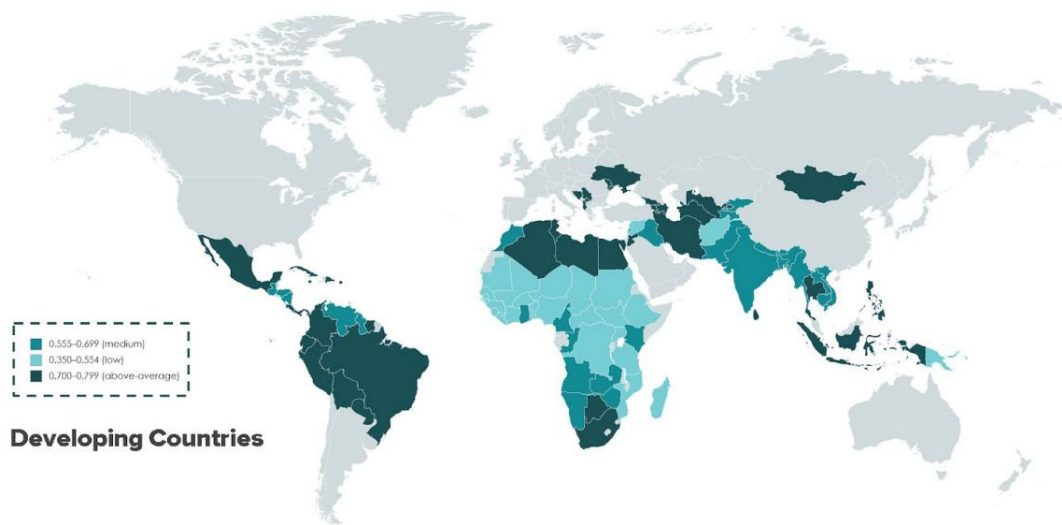 0.555–0.699 (medium)
0.350–0.554 (low)
0.700–0.799 (above-average)
Developing Countries